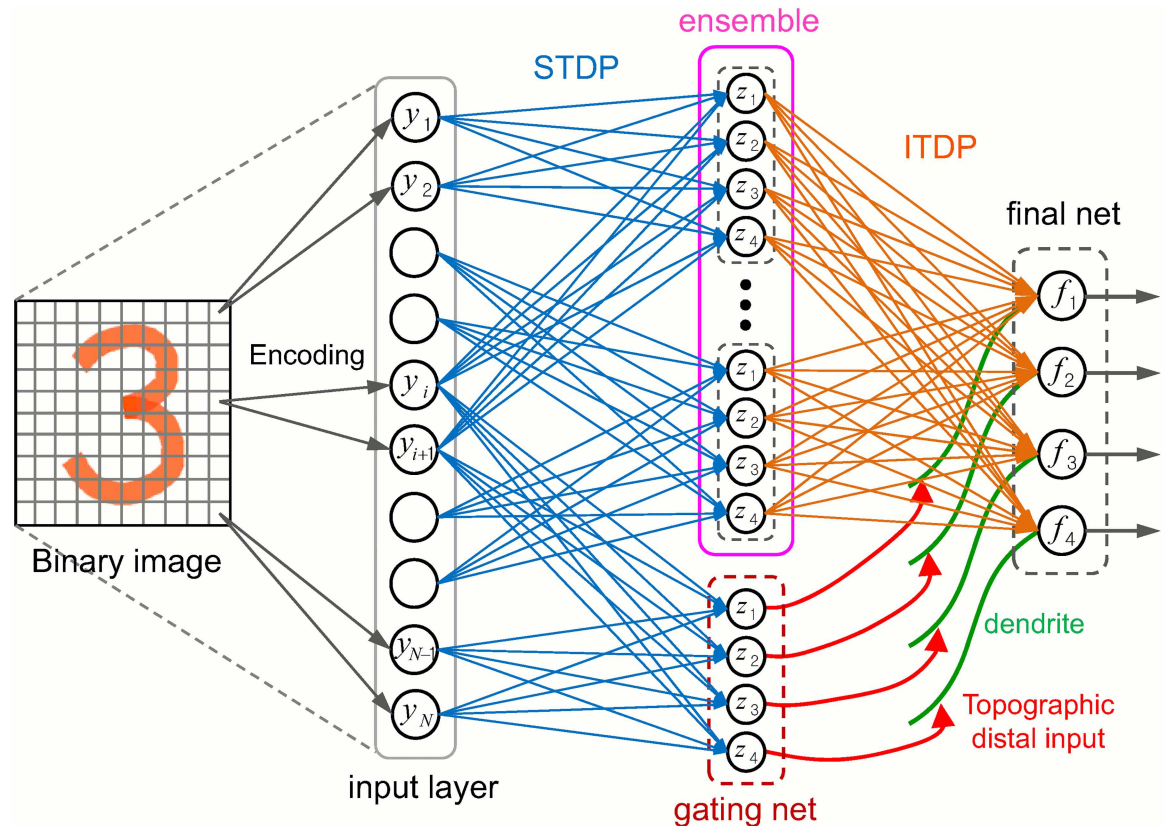 ensemble
STDP
ITDP
final net
Encoding
Binary image
input layer
gating net
dendrite
Topographic
distal input
y₁
y₂
yᵢ
yᵢ₊₁
y_N₋₁
y_N
z₁
z₂
z₃
z₄
z₁
z₂
z₃
z₄
z₁
z₂
z₃
z₄
f₁
f₂
f₃
f₄
3